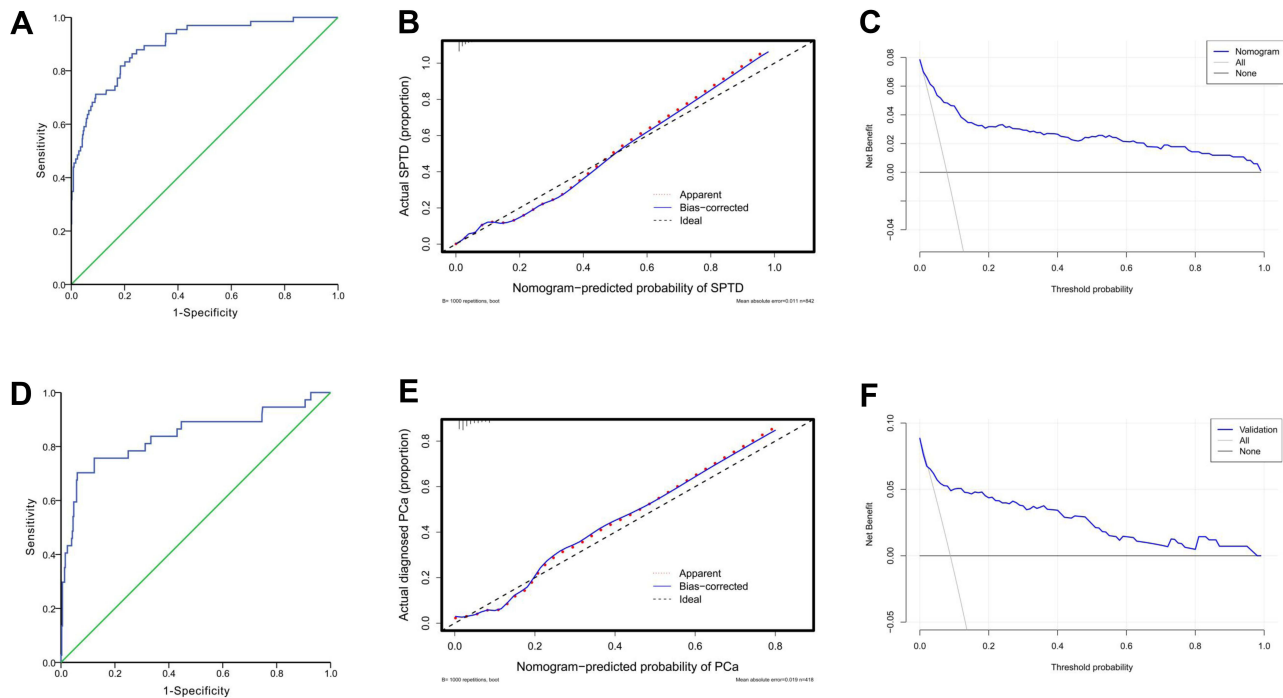 A
1.0
0.8
0.6
0.4
0.2
0.0
Sensitivity
0.0 0.2 0.4 0.6 0.8 1.0
1-Specificity
B
1.0
0.8
0.6
0.4
0.2
0.0
Actual SPTD (proportion)
Apparent
Bias-corrected
Ideal
0.0 0.2 0.4 0.6 0.8 1.0
Nomogram-predicted probability of SPTD
B= 1000 repetitions, boot
Mean absolute error=0.011 n=842
C
0.08
0.04
0.00
-0.04
Net Benefit
Nomogram
All
None
0.0 0.2 0.4 0.6 0.8 1.0
Threshold probability
D
1.0
0.8
0.6
0.4
0.2
0.0
Sensitivity
0.0 0.2 0.4 0.6 0.8 1.0
1-Specificity
E
0.8
0.6
0.4
0.2
0.0
Actual diagnosed PCa (proportion)
Apparent
Bias-corrected
Ideal
0.0 0.2 0.4 0.6 0.8
Nomogram-predicted probability of PCa
B= 1000 repetitions, boot
Mean absolute error=0.019 n=418
F
0.10
0.05
0.00
-0.05
Net Benefit
Validation
All
None
0.0 0.2 0.4 0.6 0.8 1.0
Threshold probability